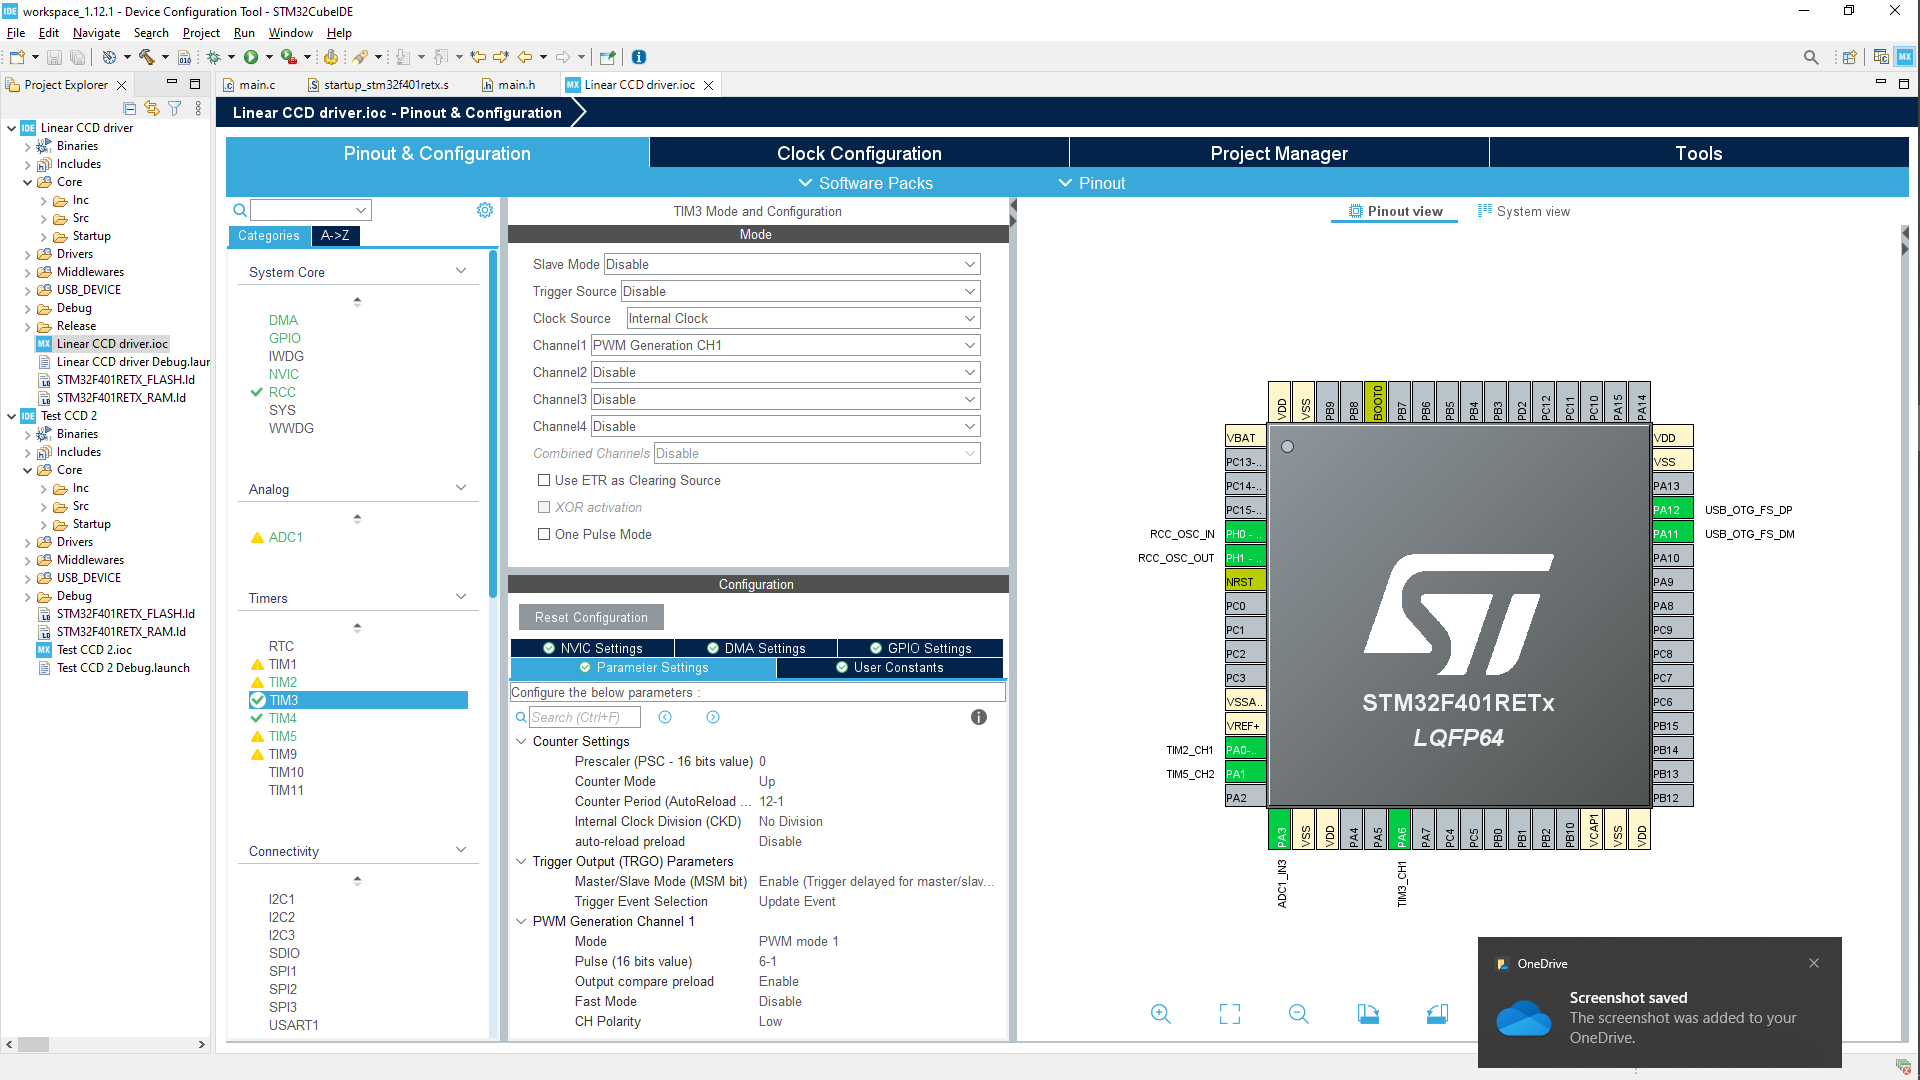 workspace_1.12.1 - Device Configuration Tool - STM32CubeIDE
File Edit Navigate Search Project Run Window Help
Project Explorer
main.c
startup_stm32f401retx.s
main.h
Linear CCD driver.ioc
Linear CCD driver
Binaries
Includes
Core
Inc
Src
Startup
Drivers
Middlewares
USB_DEVICE
Debug
Release
Linear CCD driver.ioc
Linear CCD driver Debug.laun
STM32F401RETX_FLASH.ld
STM32F401RETX_RAM.ld
Test CCD 2
Binaries
Includes
Core
Inc
Src
Startup
Drivers
Middlewares
USB_DEVICE
Debug
STM32F401RETX_FLASH.ld
STM32F401RETX_RAM.ld
Test CCD 2.ioc
Test CCD 2 Debug.launch
Linear CCD driver.ioc - Pinout & Configuration
Pinout & Configuration
Clock Configuration
Project Manager
Tools
Software Packs
Pinout
Categories
A->Z
System Core
DMA
GPIO
IWDG
NVIC
RCC
SYS
WWDG
Analog
ADC1
Timers
RTC
TIM1
TIM2
TIM3
TIM4
TIM5
TIM9
TIM10
TIM11
Connectivity
I2C1
I2C2
I2C3
SDIO
SPI1
SPI2
SPI3
USART1
TIM3 Mode and Configuration
Mode
Slave Mode Disable
Trigger Source Disable
Clock Source Internal Clock
Channel1 PWM Generation CH1
Channel2 Disable
Channel3 Disable
Channel4 Disable
Combined Channels Disable
Use ETR as Clearing Source
XOR activation
One Pulse Mode
Configuration
Reset Configuration
NVIC Settings
DMA Settings
GPIO Settings
Parameter Settings
User Constants
Configure the below parameters :
Search (Ctrl+F)
Counter Settings
Prescaler (PSC - 16 bits value) 0
Counter Mode Up
Counter Period (AutoReload ... 12-1
Internal Clock Division (CKD) No Division
auto-reload preload Disable
Trigger Output (TRGO) Parameters
Master/Slave Mode (MSM bit) Enable (Trigger delayed for master/slav...
Trigger Event Selection Update Event
PWM Generation Channel 1
Mode PWM mode 1
Pulse (16 bits value) 6-1
Output compare preload Enable
Fast Mode Disable
CH Polarity Low
Pinout view
System view
VDD VSS PB9 PB8 BOOT0 PB7 PB6 PB5 PB4 PB3 PD2 PC12 PC11 PC10 PA15 PA14
VBAT
PC13-..
PC14-..
PC15-..
RCC_OSC_IN PH0 - ..
RCC_OSC_OUT PH1 - ..
NRST
PC0
PC1
PC2
PC3
VSSA..
VREF+
TIM2_CH1 PA0-..
TIM5_CH2 PA1
PA2
VDD
VSS
PA13
PA12 USB_OTG_FS_DP
PA11 USB_OTG_FS_DM
PA10
PA9
PA8
PC9
PC8
PC7
PC6
PB15
PB14
PB13
PB12
STM32F401RETx
LQFP64
PA3 VSS VDD PA4 PA5 PA6 PA7 PC4 PC5 PB0 PB1 PB2 PB10 VCAP1 VSS VDD
ADC1_IN3
TIM3_CH1
OneDrive
Screenshot saved
The screenshot was added to your
OneDrive.